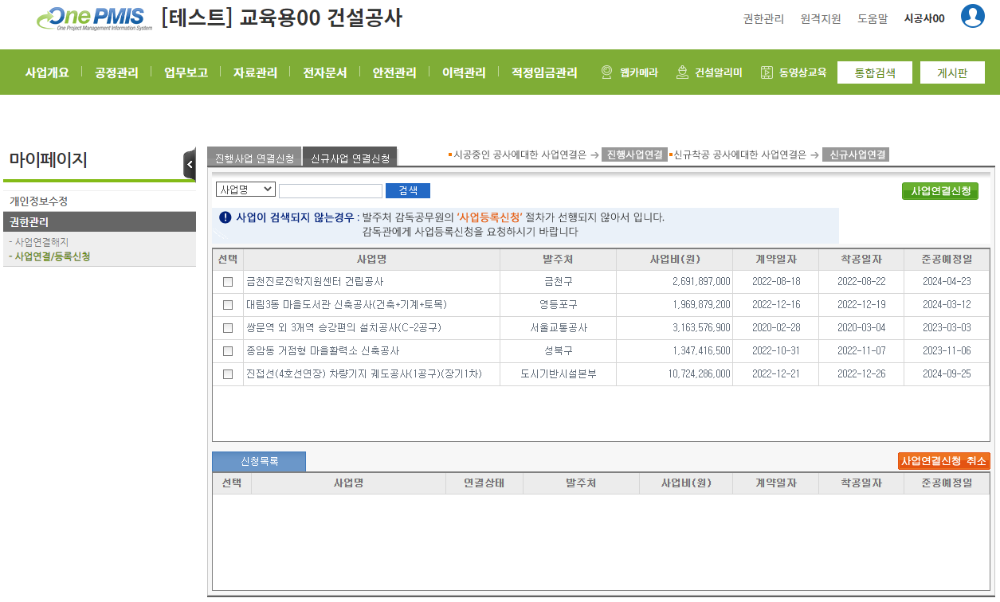 One PMIS
One Project Management Information System
[테스트] 교육용00 건설공사
권한관리 원격지원 도움말 시공사00
사업개요 공정관리 업무보고 자료관리 전자문서 안전관리 이력관리 적정임금관리 웹카메라 건설알리미 동영상교육 통합검색 게시판
마이페이지
개인정보수정
권한관리
- 사업연결해지
- 사업연결/등록신청
진행사업 연결신청 신규사업 연결신청
시공중인 공사에대한 사업연결은 → 진행사업연결 신규착공 공사에대한 사업연결은 → 신규사업연결
사업명 검색 사업연결신청
사업이 검색되지 않는경우 : 발주처 감독공무원의 '사업등록신청' 절차가 선행되지 않아서 입니다.
감독관에게 사업등록신청을 요청하시기 바랍니다
선택 사업명 발주처 사업비(원) 계약일자 착공일자 준공예정일
금천진로진학지원센터 건립공사 금천구 2,691,897,000 2022-08-18 2022-08-22 2024-04-23
대림3동 마을도서관 신축공사(건축+기계+토목) 영등포구 1,969,879,200 2022-12-16 2022-12-19 2024-03-12
쌍문역 외 3개역 승강편의 설치공사(C-2공구) 서울교통공사 3,163,576,900 2020-02-28 2020-03-04 2023-03-03
종암동 거점형 마을활력소 신축공사 성북구 1,347,416,500 2022-10-31 2022-11-07 2023-11-06
진접선(4호선연장) 차량기지 궤도공사(1공구)(장기1차) 도시기반시설본부 10,724,286,000 2022-12-21 2022-12-26 2024-09-25
신청목록 사업연결신청 취소
선택 사업명 연결상태 발주처 사업비(원) 계약일자 착공일자 준공예정일